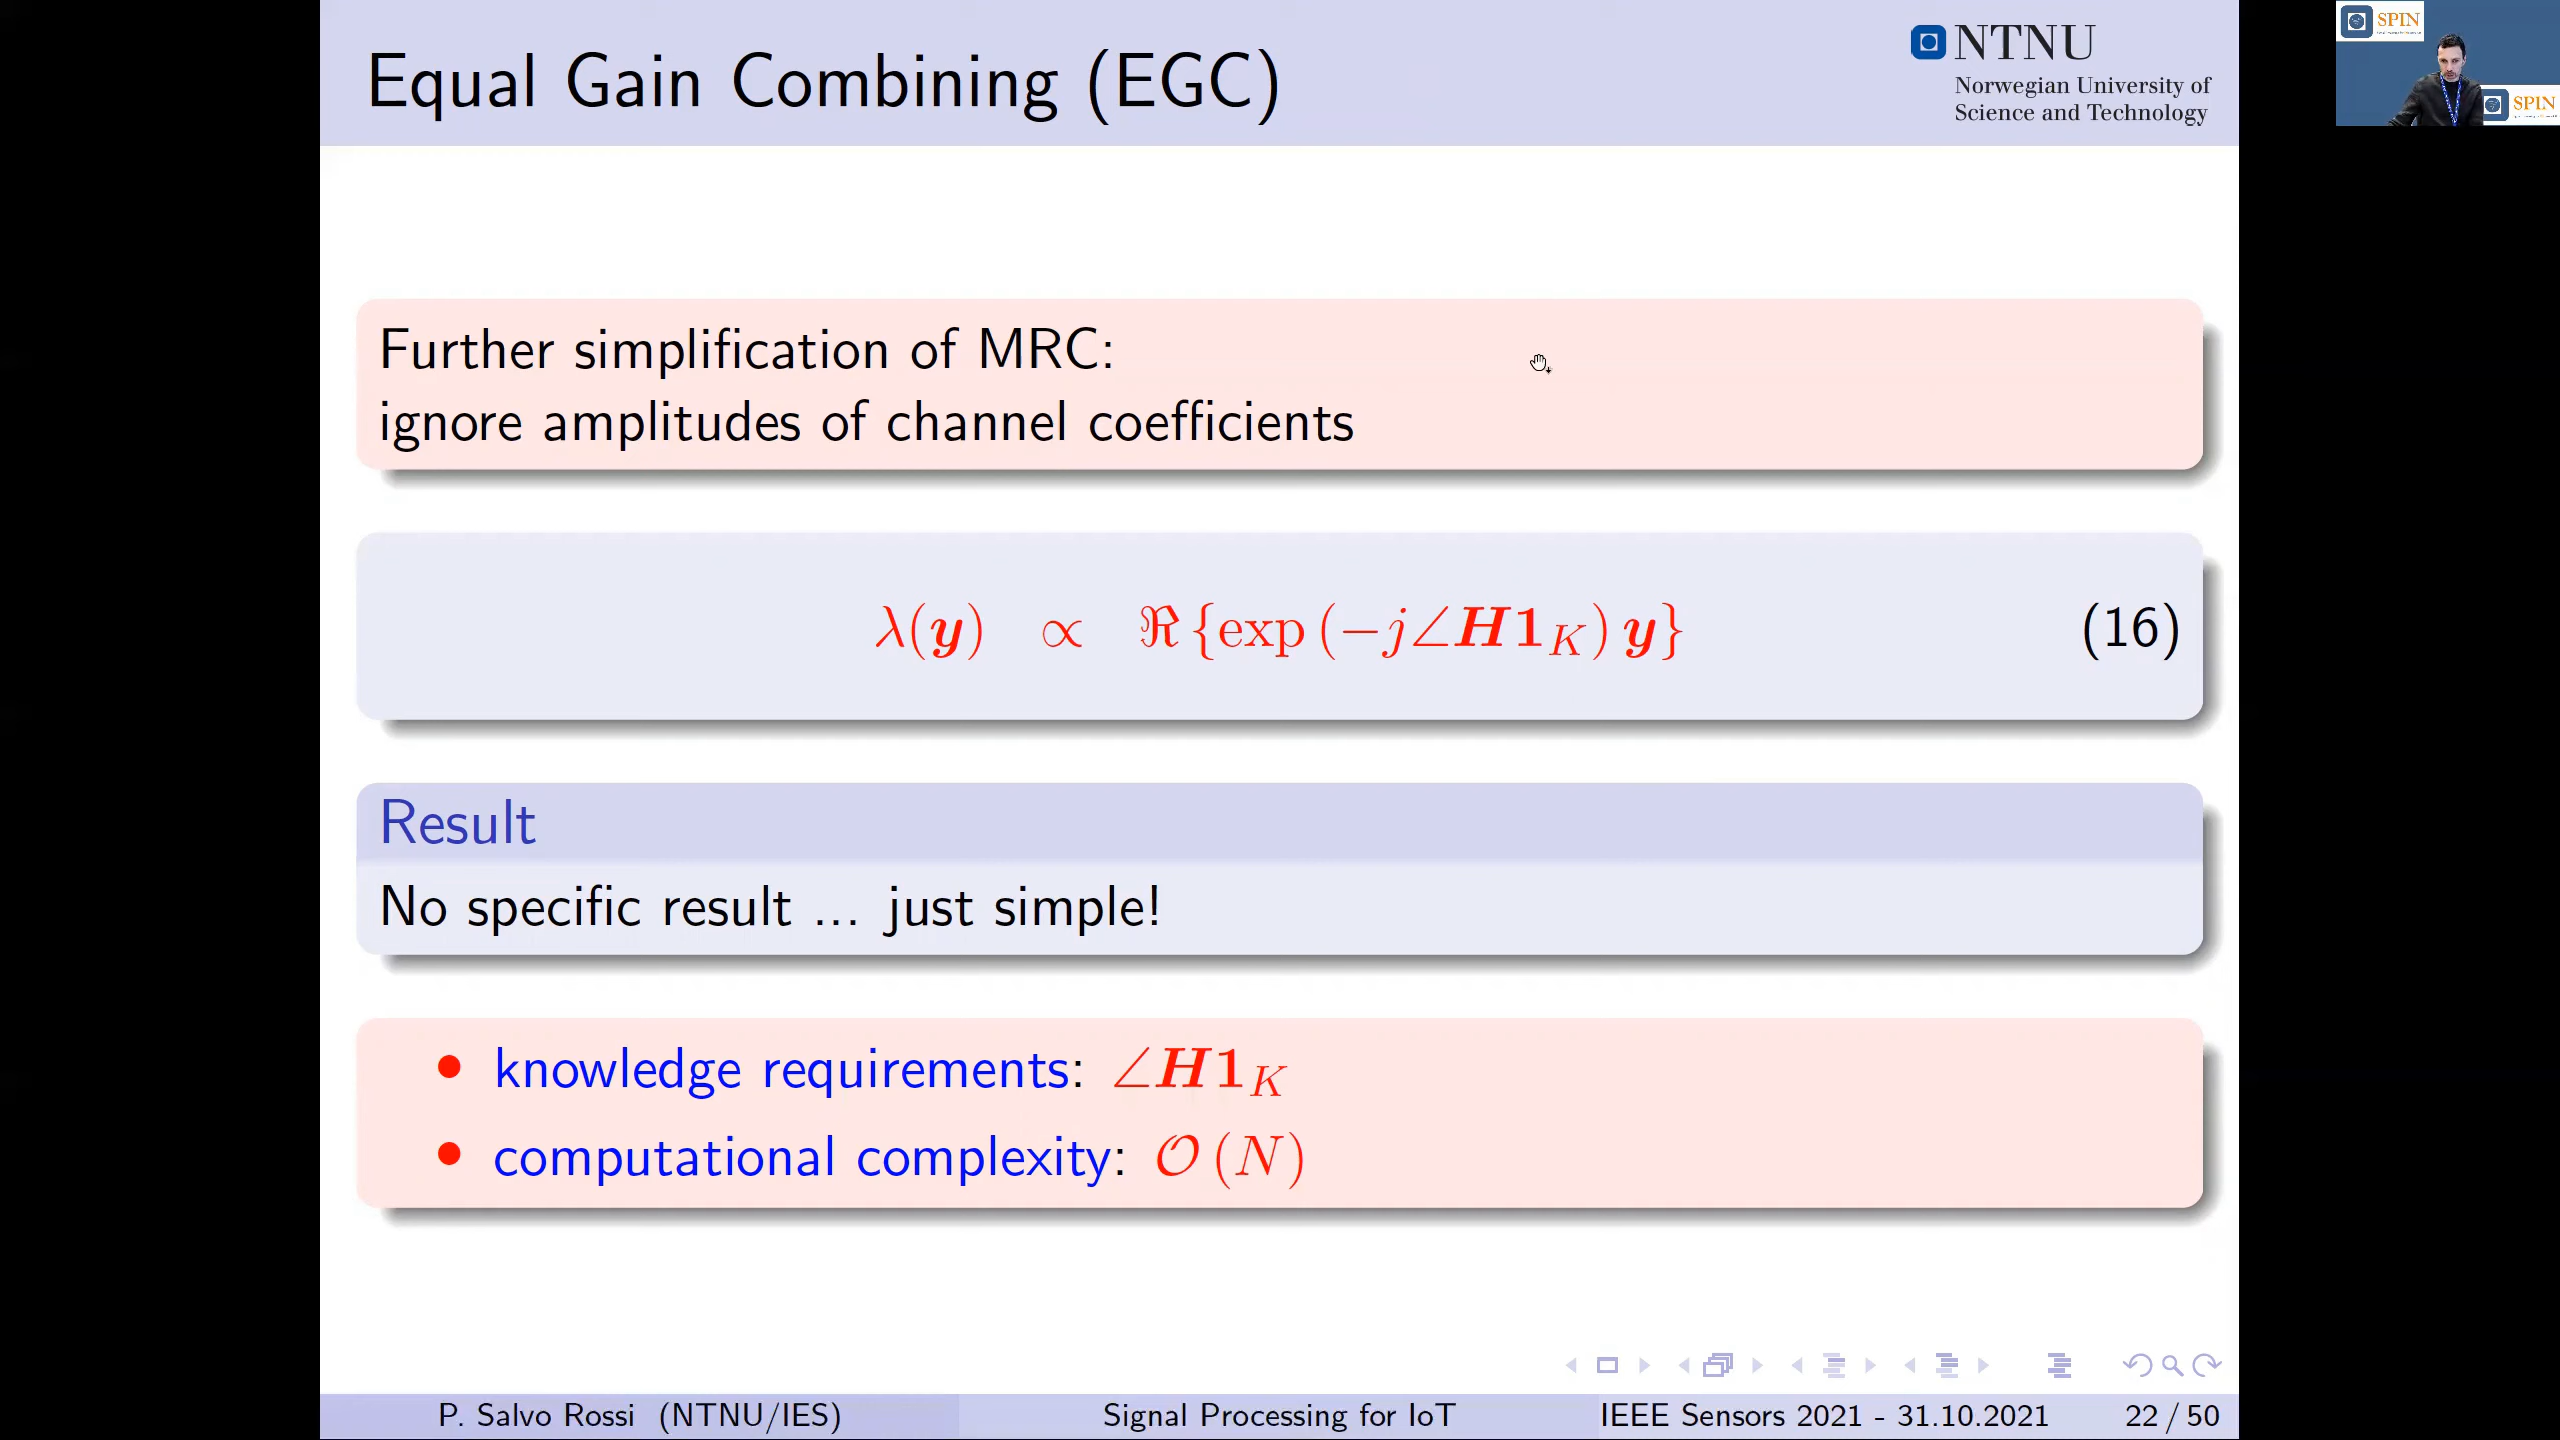 Equal Gain Combining (EGC)
NTNU
Norwegian University of
Science and Technology
SPIN
SPIN
Further simplification of MRC:
ignore amplitudes of channel coefficients
λ(y) ∝ ℜ {exp (−j∠H1_K) y} (16)
Result
No specific result ... just simple!
• knowledge requirements: ∠H1_K
• computational complexity: 𝒪 (N)
P. Salvo Rossi (NTNU/IES) Signal Processing for IoT IEEE Sensors 2021 - 31.10.2021 22 / 50